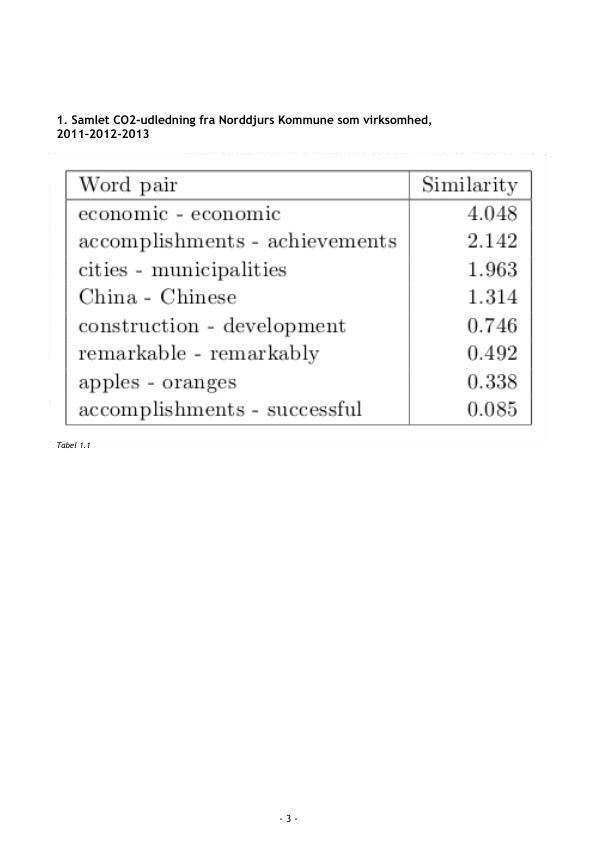 1. Samlet CO2-udledning fra Norddjurs Kommune som virksomhed,
2011-2012-2013
Word pair Similarity
economic - economic 4.048
accomplishments - achievements 2.142
cities - municipalities 1.963
China - Chinese 1.314
construction - development 0.746
remarkable - remarkably 0.492
apples - oranges 0.338
accomplishments - successful 0.085
Tabel 1.1
- 3 -